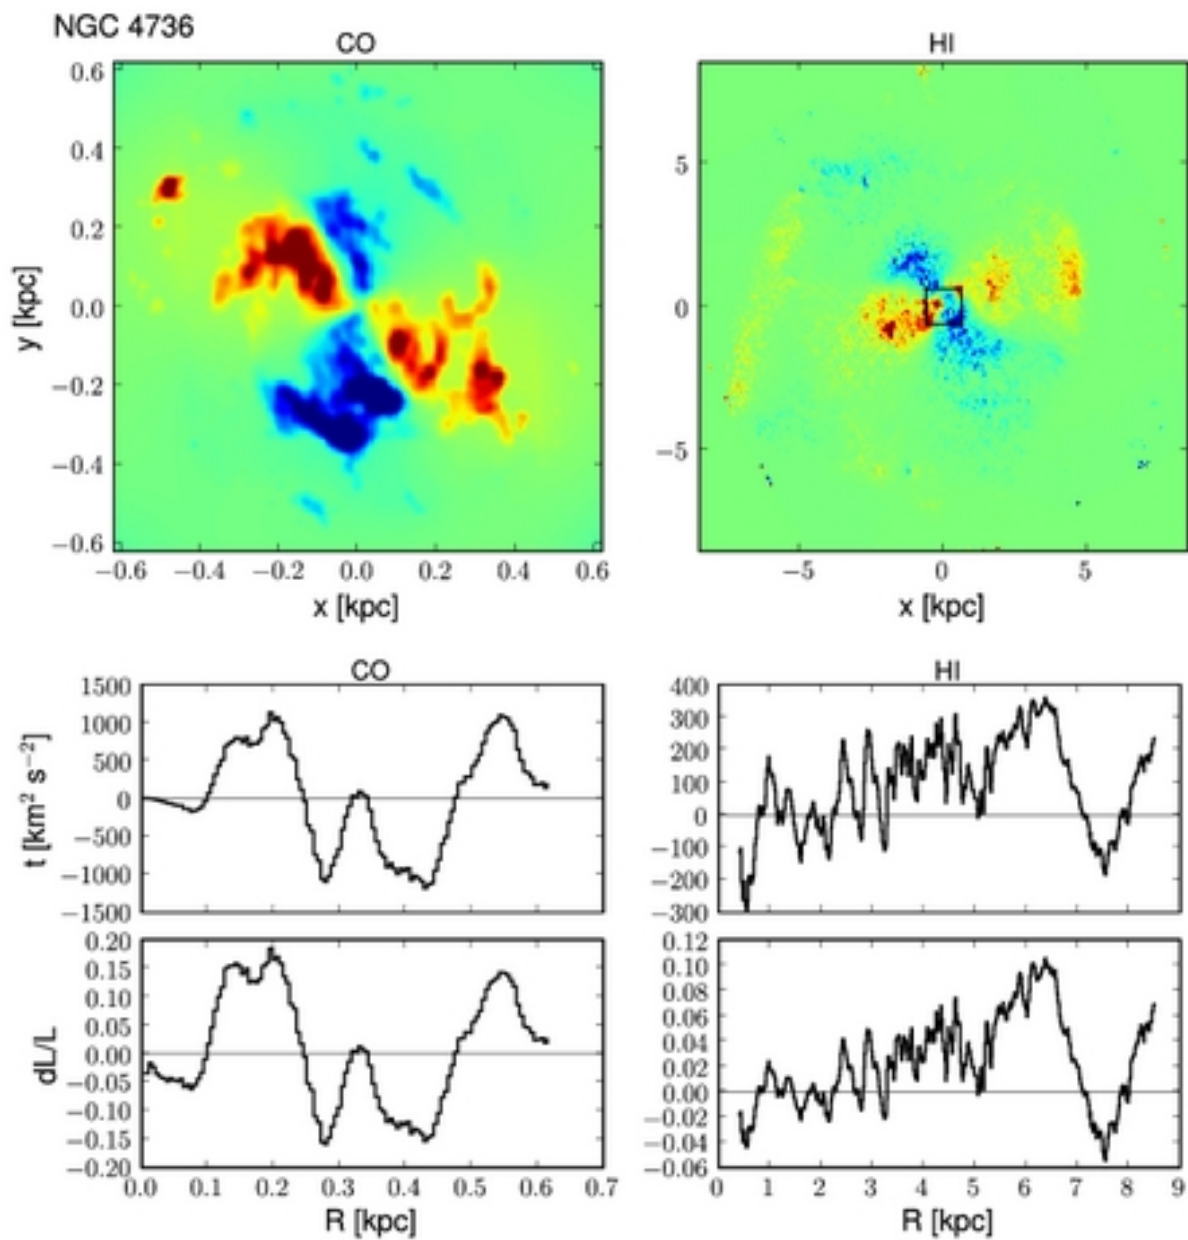 NGC 4736
CO
HI
0.6
0.4
0.2
0.0
−0.2
−0.4
−0.6
y [kpc]
−0.6 −0.4 −0.2 0.0 0.2 0.4 0.6
x [kpc]
5
0
−5
−5 0 5
x [kpc]
CO
1500
1000
500
0
−500
−1000
−1500
t [km² s⁻²]
HI
400
300
200
100
0
−100
−200
−300
0.20
0.15
0.10
0.05
0.00
−0.05
−0.10
−0.15
−0.20
dL/L
0.0 0.1 0.2 0.3 0.4 0.5 0.6 0.7
R [kpc]
0.12
0.10
0.08
0.06
0.04
0.02
0.00
−0.02
−0.04
−0.06
0 1 2 3 4 5 6 7 8 9
R [kpc]